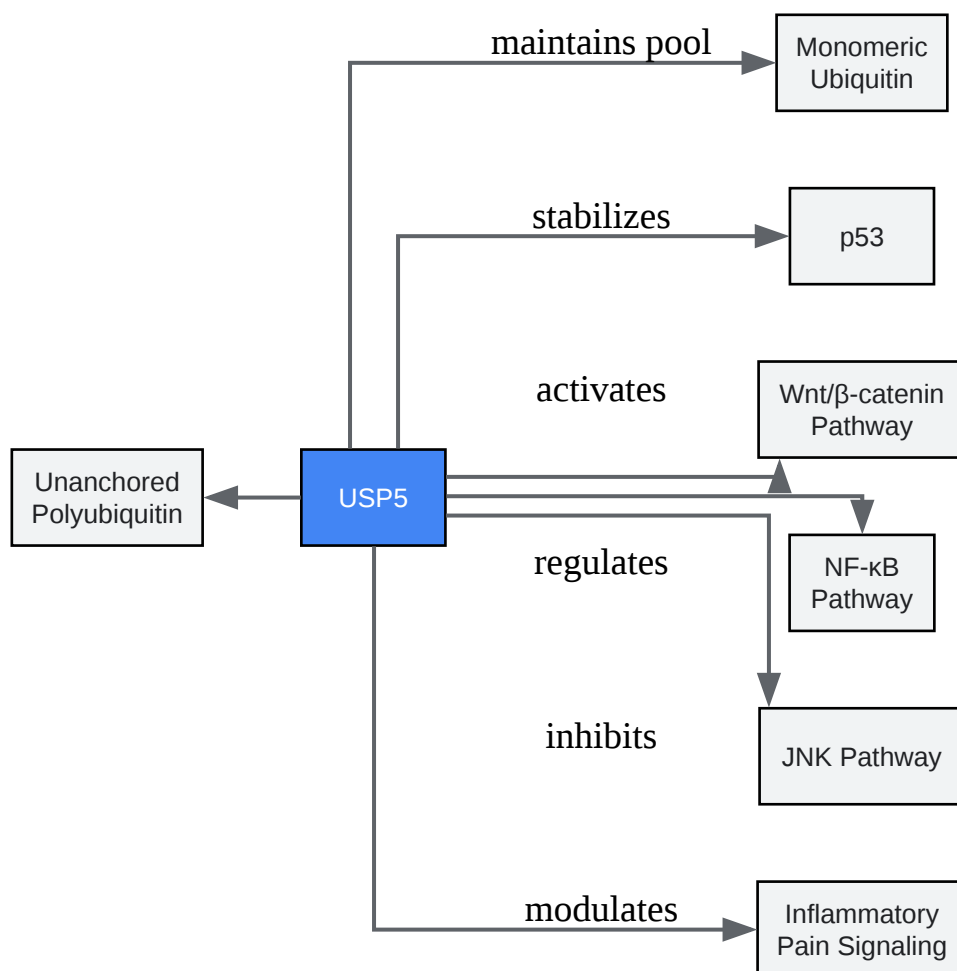 maintains pool
Monomeric
Ubiquitin
stabilizes
p53
activates
Wnt/β-catenin
Pathway
Unanchored
Polyubiquitin
USP5
regulates
NF-κB
Pathway
inhibits
JNK Pathway
modulates
Inflammatory
Pain Signaling